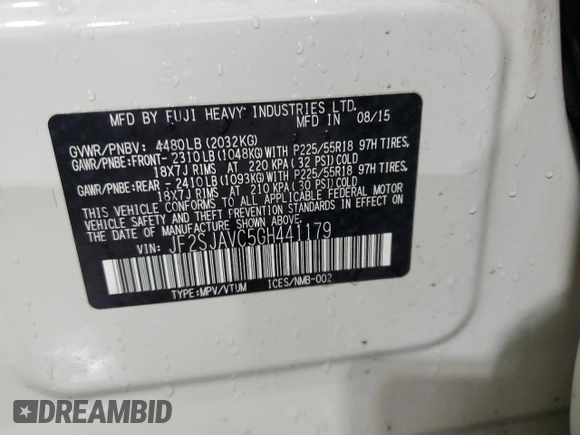 MFD BY FUJI HEAVY INDUSTRIES LTD.
MFD IN 08/15
GVWR/PNBV: 4480LB (2032KG)
GAWR/PNBE:FRONT- 2310LB (1048KG) WITH P225/55R18 97H TIRES,
18X7J RIMS AT 220 KPA (32 PSI) COLD
GAWR/PNBE:REAR - 2410LB (1093KG) WITH P225/55R18 97H TIRES,
18X7J RIMS AT 210 KPA (30 PSI) COLD
THIS VEHICLE CONFORMS TO ALL APPLICABLE FEDERAL MOTOR
VEHICLE SAFETY STANDARDS IN EFFECT ON THE DATE
OF MANUFACTURE SHOWN ABOVE.
VIN: JF2SJAVC5GH441179
TYPE:MPV/VTUM ICES/NMB-002
DREAMBID